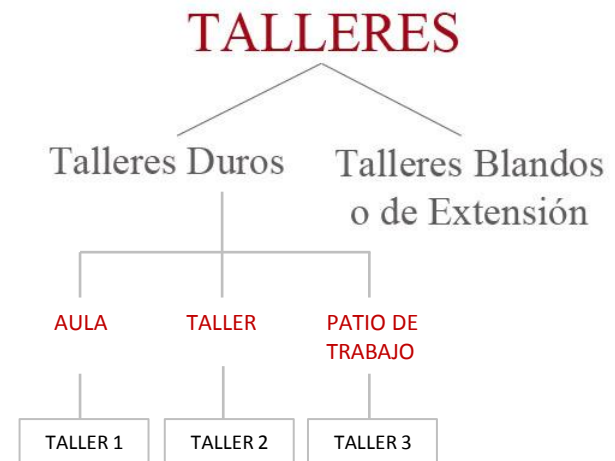 TALLERES
Talleres Duros
Talleres Blandos
o de Extensión
AULA
TALLER
PATIO DE
TRABAJO
TALLER 1
TALLER 2
TALLER 3